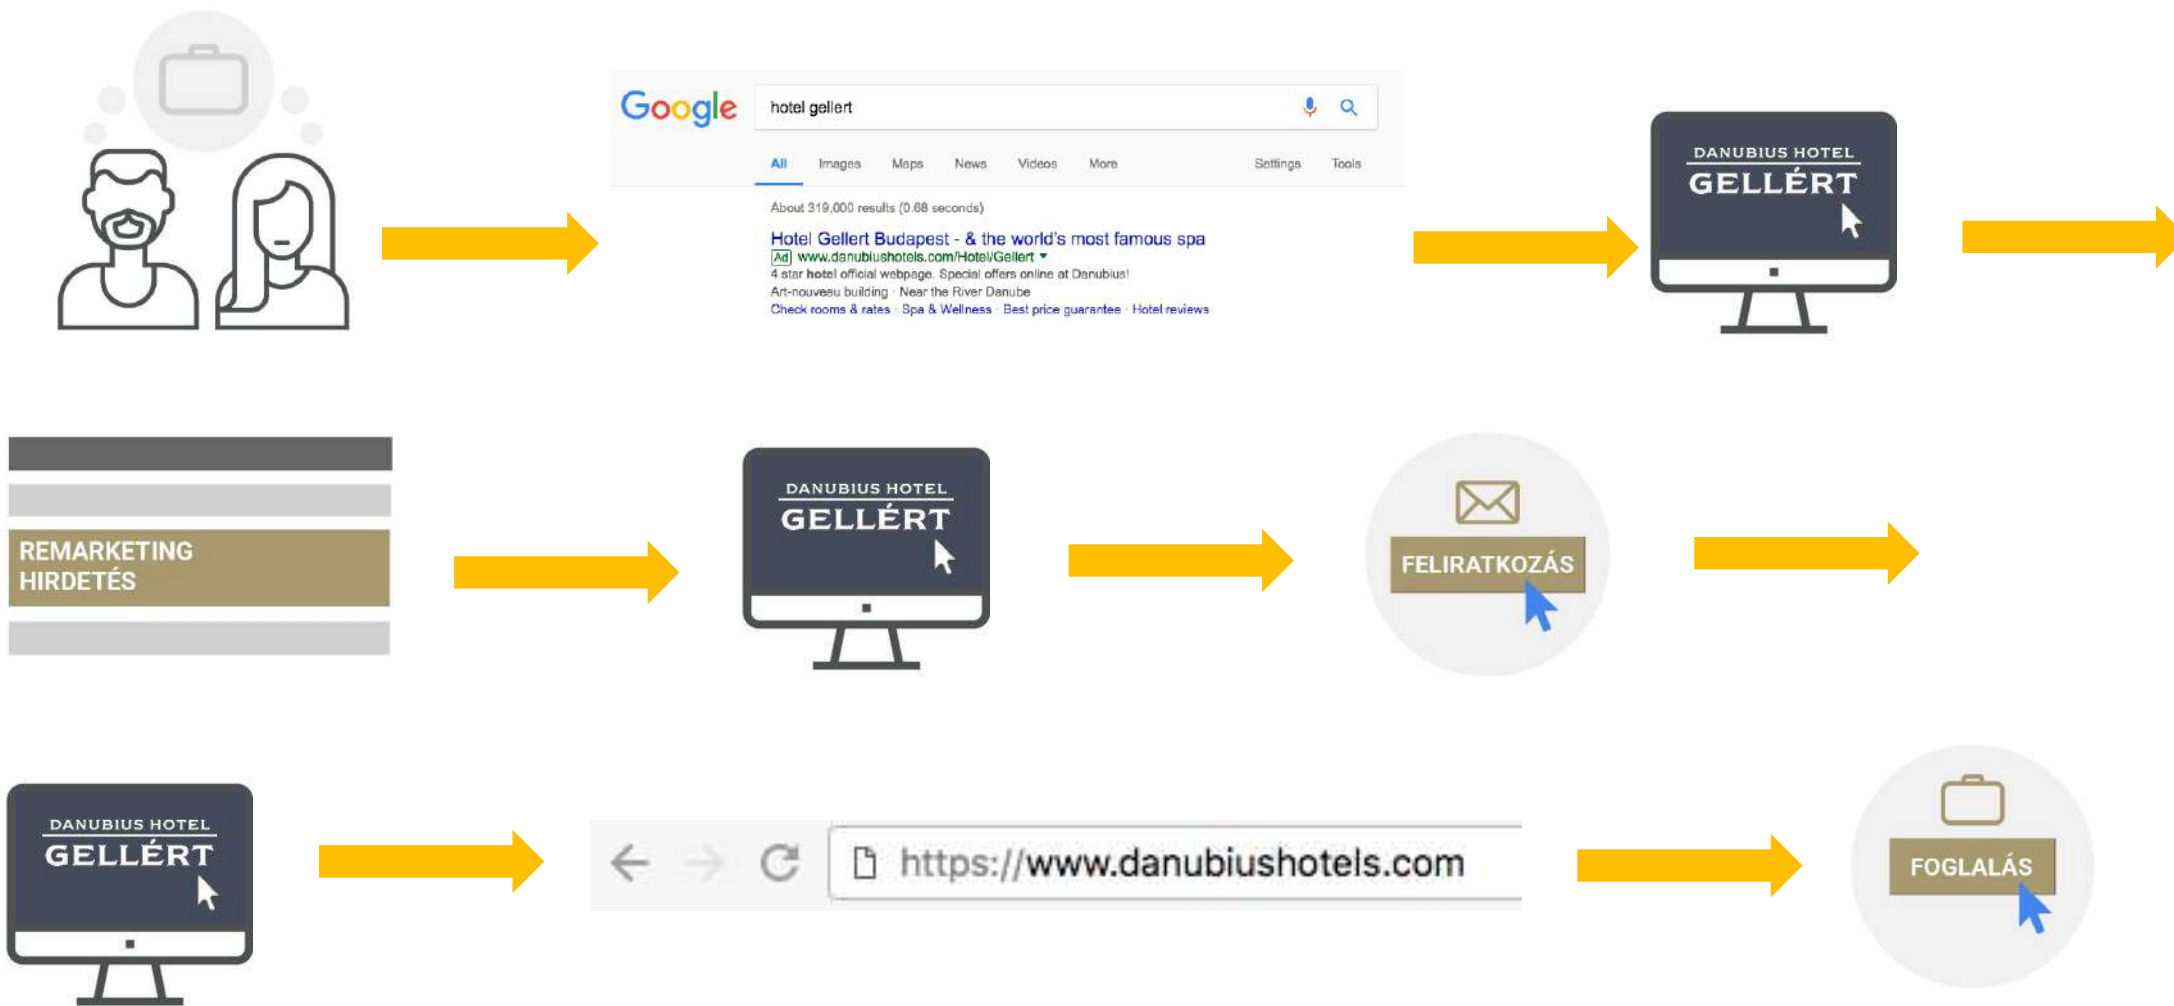 Google
hotel gellert
All Images Maps News Videos More Settings Tools
About 319,000 results (0.68 seconds)
Hotel Gellert Budapest - & the world's most famous spa
Ad www.danubiushotels.com/Hotel/Gellert
4 star hotel official webpage. Special offers online at Danubius!
Art-nouveau building · Near the River Danube
Check rooms & rates · Spa & Wellness · Best price guarantee · Hotel reviews
DANUBIUS HOTEL
GELLÉRT
REMARKETING
HIRDETÉS
DANUBIUS HOTEL
GELLÉRT
FELIRATKOZÁS
DANUBIUS HOTEL
GELLÉRT
https://www.danubiushotels.com
FOGLALÁS